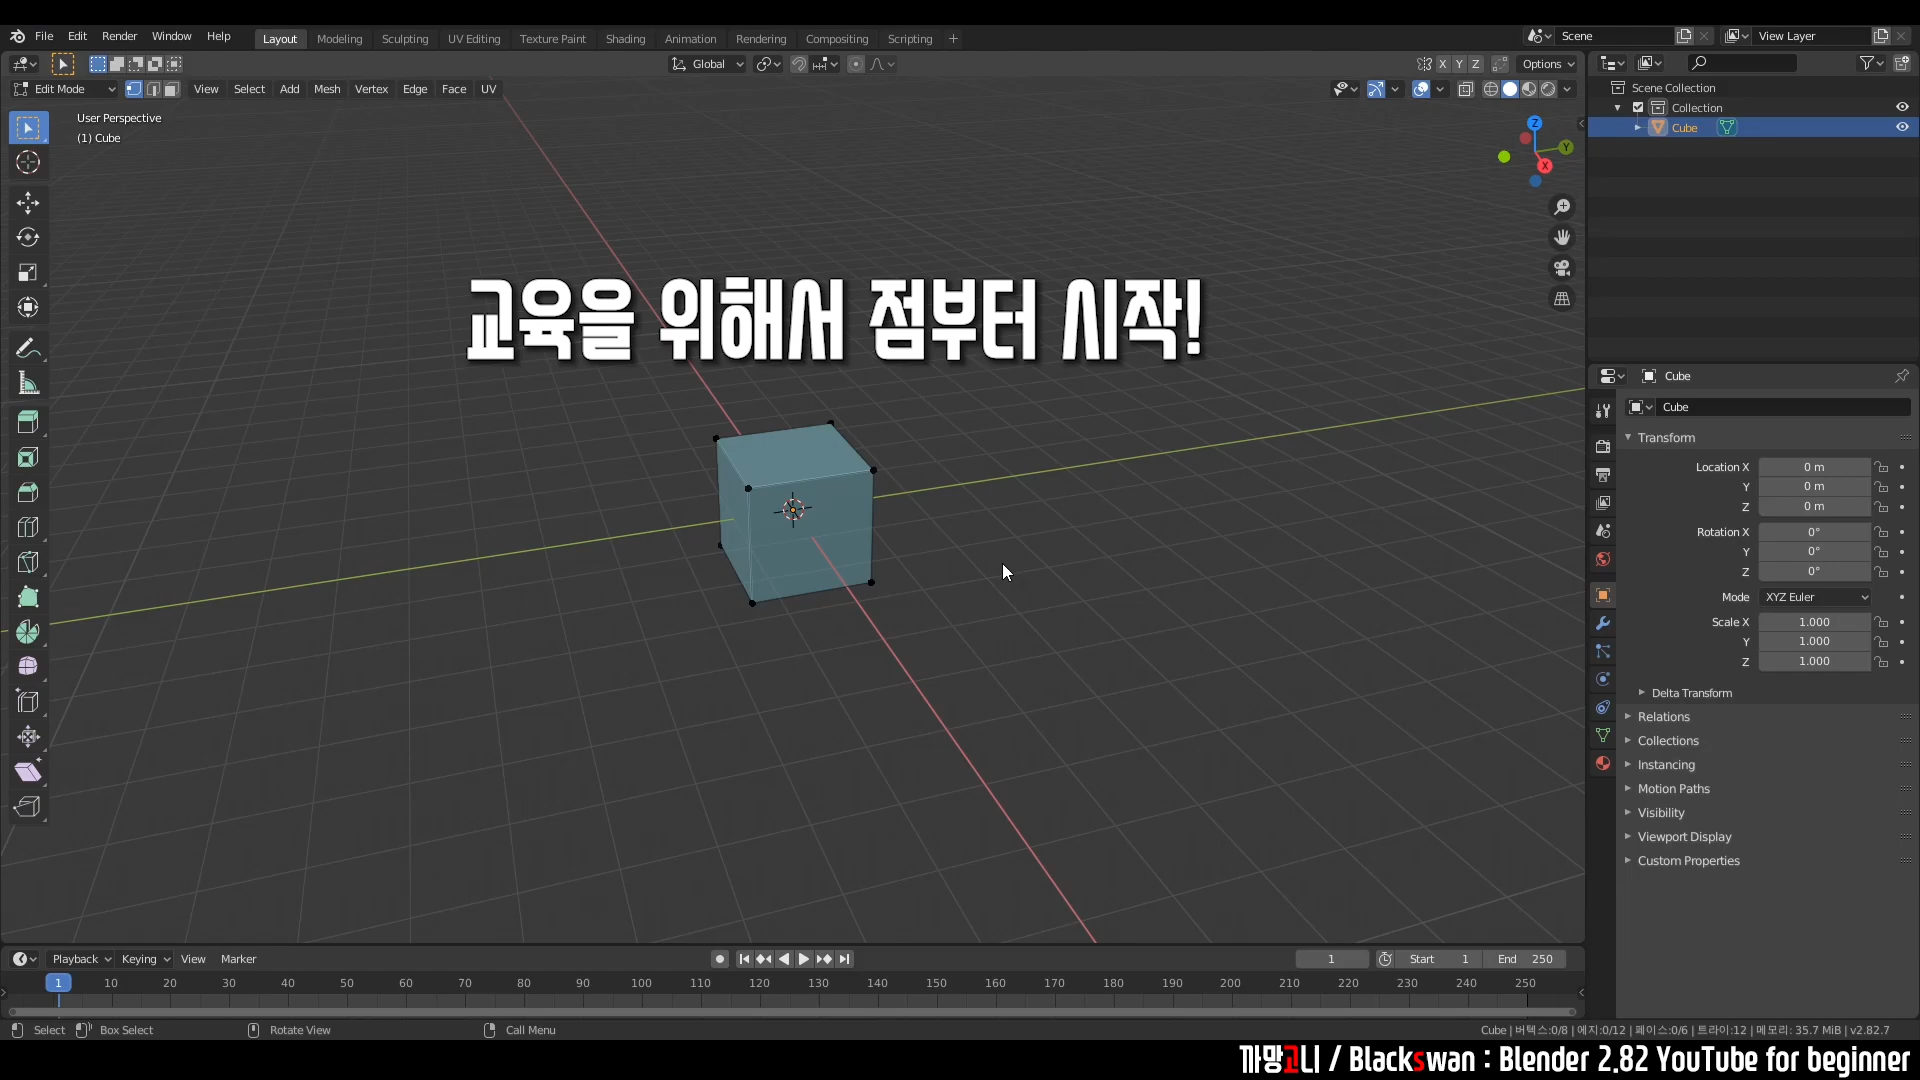 File Edit Render Window Help Layout Modeling Sculpting UV Editing Texture Paint Shading Animation Rendering Compositing Scripting + Scene View Layer
Global X Y Z Options
Edit Mode View Select Add Mesh Vertex Edge Face UV
User Perspective
(1) Cube
Z
Y
X
교육을 위해서 점부터 시작!
Scene Collection
Collection
Cube
Cube
Cube
Transform
Location X 0 m
Y 0 m
Z 0 m
Rotation X 0°
Y 0°
Z 0°
Mode XYZ Euler
Scale X 1.000
Y 1.000
Z 1.000
Delta Transform
Relations
Collections
Instancing
Motion Paths
Visibility
Viewport Display
Custom Properties
Playback Keying View Marker 1 Start 1 End 250
1 10 20 30 40 50 60 70 80 90 100 110 120 130 140 150 160 170 180 190 200 210 220 230 240 250
Select Box Select Rotate View Call Menu Cube | 버텍스:0/8 | 에지:0/12 | 페이스:0/6 | 트라이:12 | 메모리: 35.7 MiB | v2.82.7
까망고니 / Blackswan : Blender 2.82 YouTube for beginner